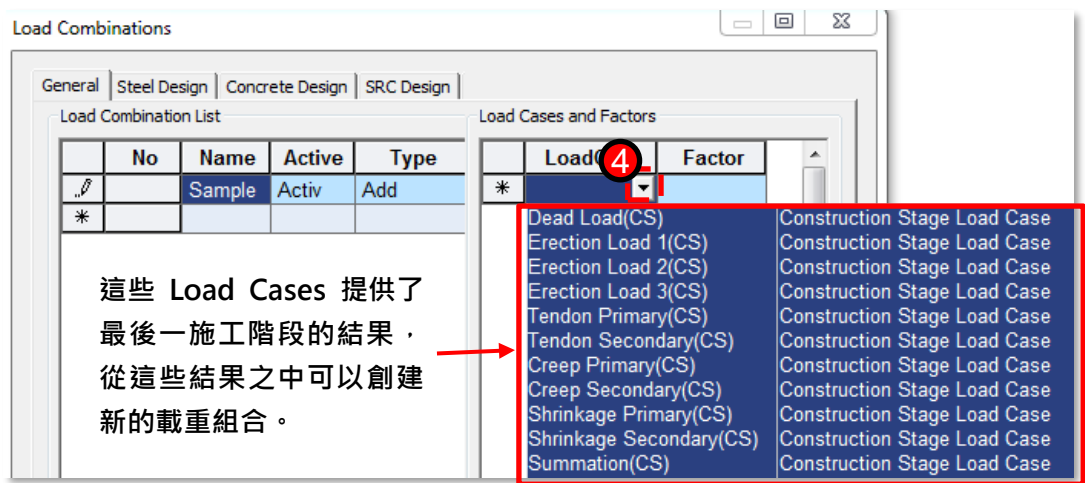 Load Combinations
General Steel Design Concrete Design SRC Design
Load Combination List
No Name Active Type
Sample Activ Add
*
這些 Load Cases 提供了
最後一施工階段的結果，
從這些結果之中可以創建
新的載重組合。
Load Cases and Factors
4 Factor
*
Dead Load(CS) Construction Stage Load Case
Erection Load 1(CS) Construction Stage Load Case
Erection Load 2(CS) Construction Stage Load Case
Erection Load 3(CS) Construction Stage Load Case
Tendon Primary(CS) Construction Stage Load Case
Tendon Secondary(CS) Construction Stage Load Case
Creep Primary(CS) Construction Stage Load Case
Creep Secondary(CS) Construction Stage Load Case
Shrinkage Primary(CS) Construction Stage Load Case
Shrinkage Secondary(CS) Construction Stage Load Case
Summation(CS) Construction Stage Load Case